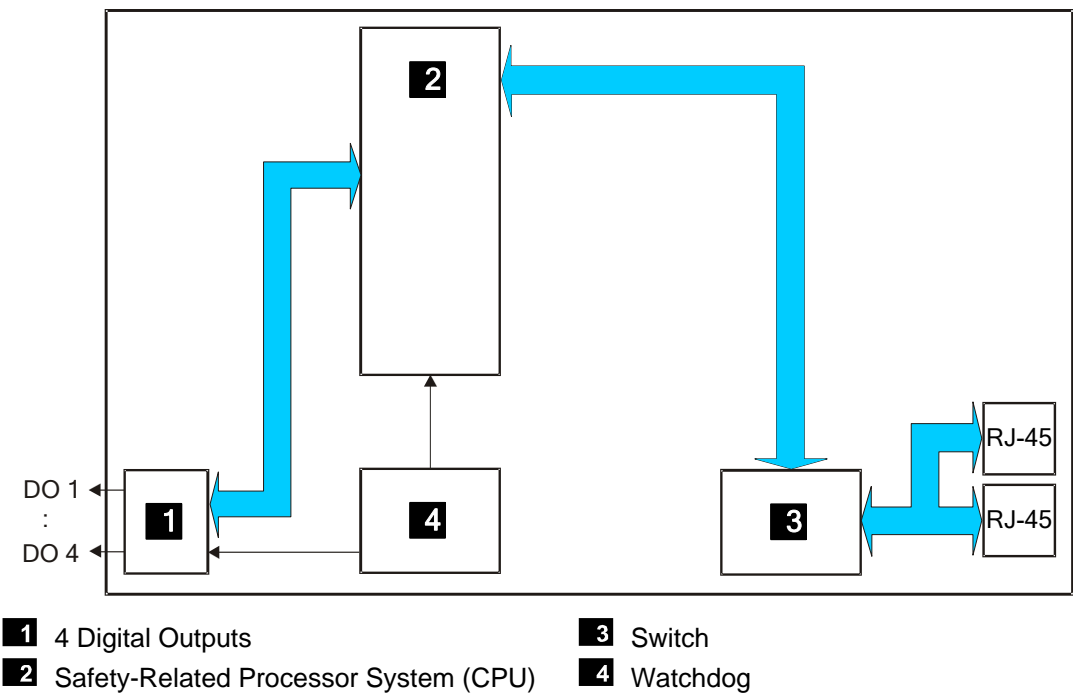 2
RJ-45
DO 1
:
DO 4
1
4
3
RJ-45
1 4 Digital Outputs
2 Safety-Related Processor System (CPU)
3 Switch
4 Watchdog